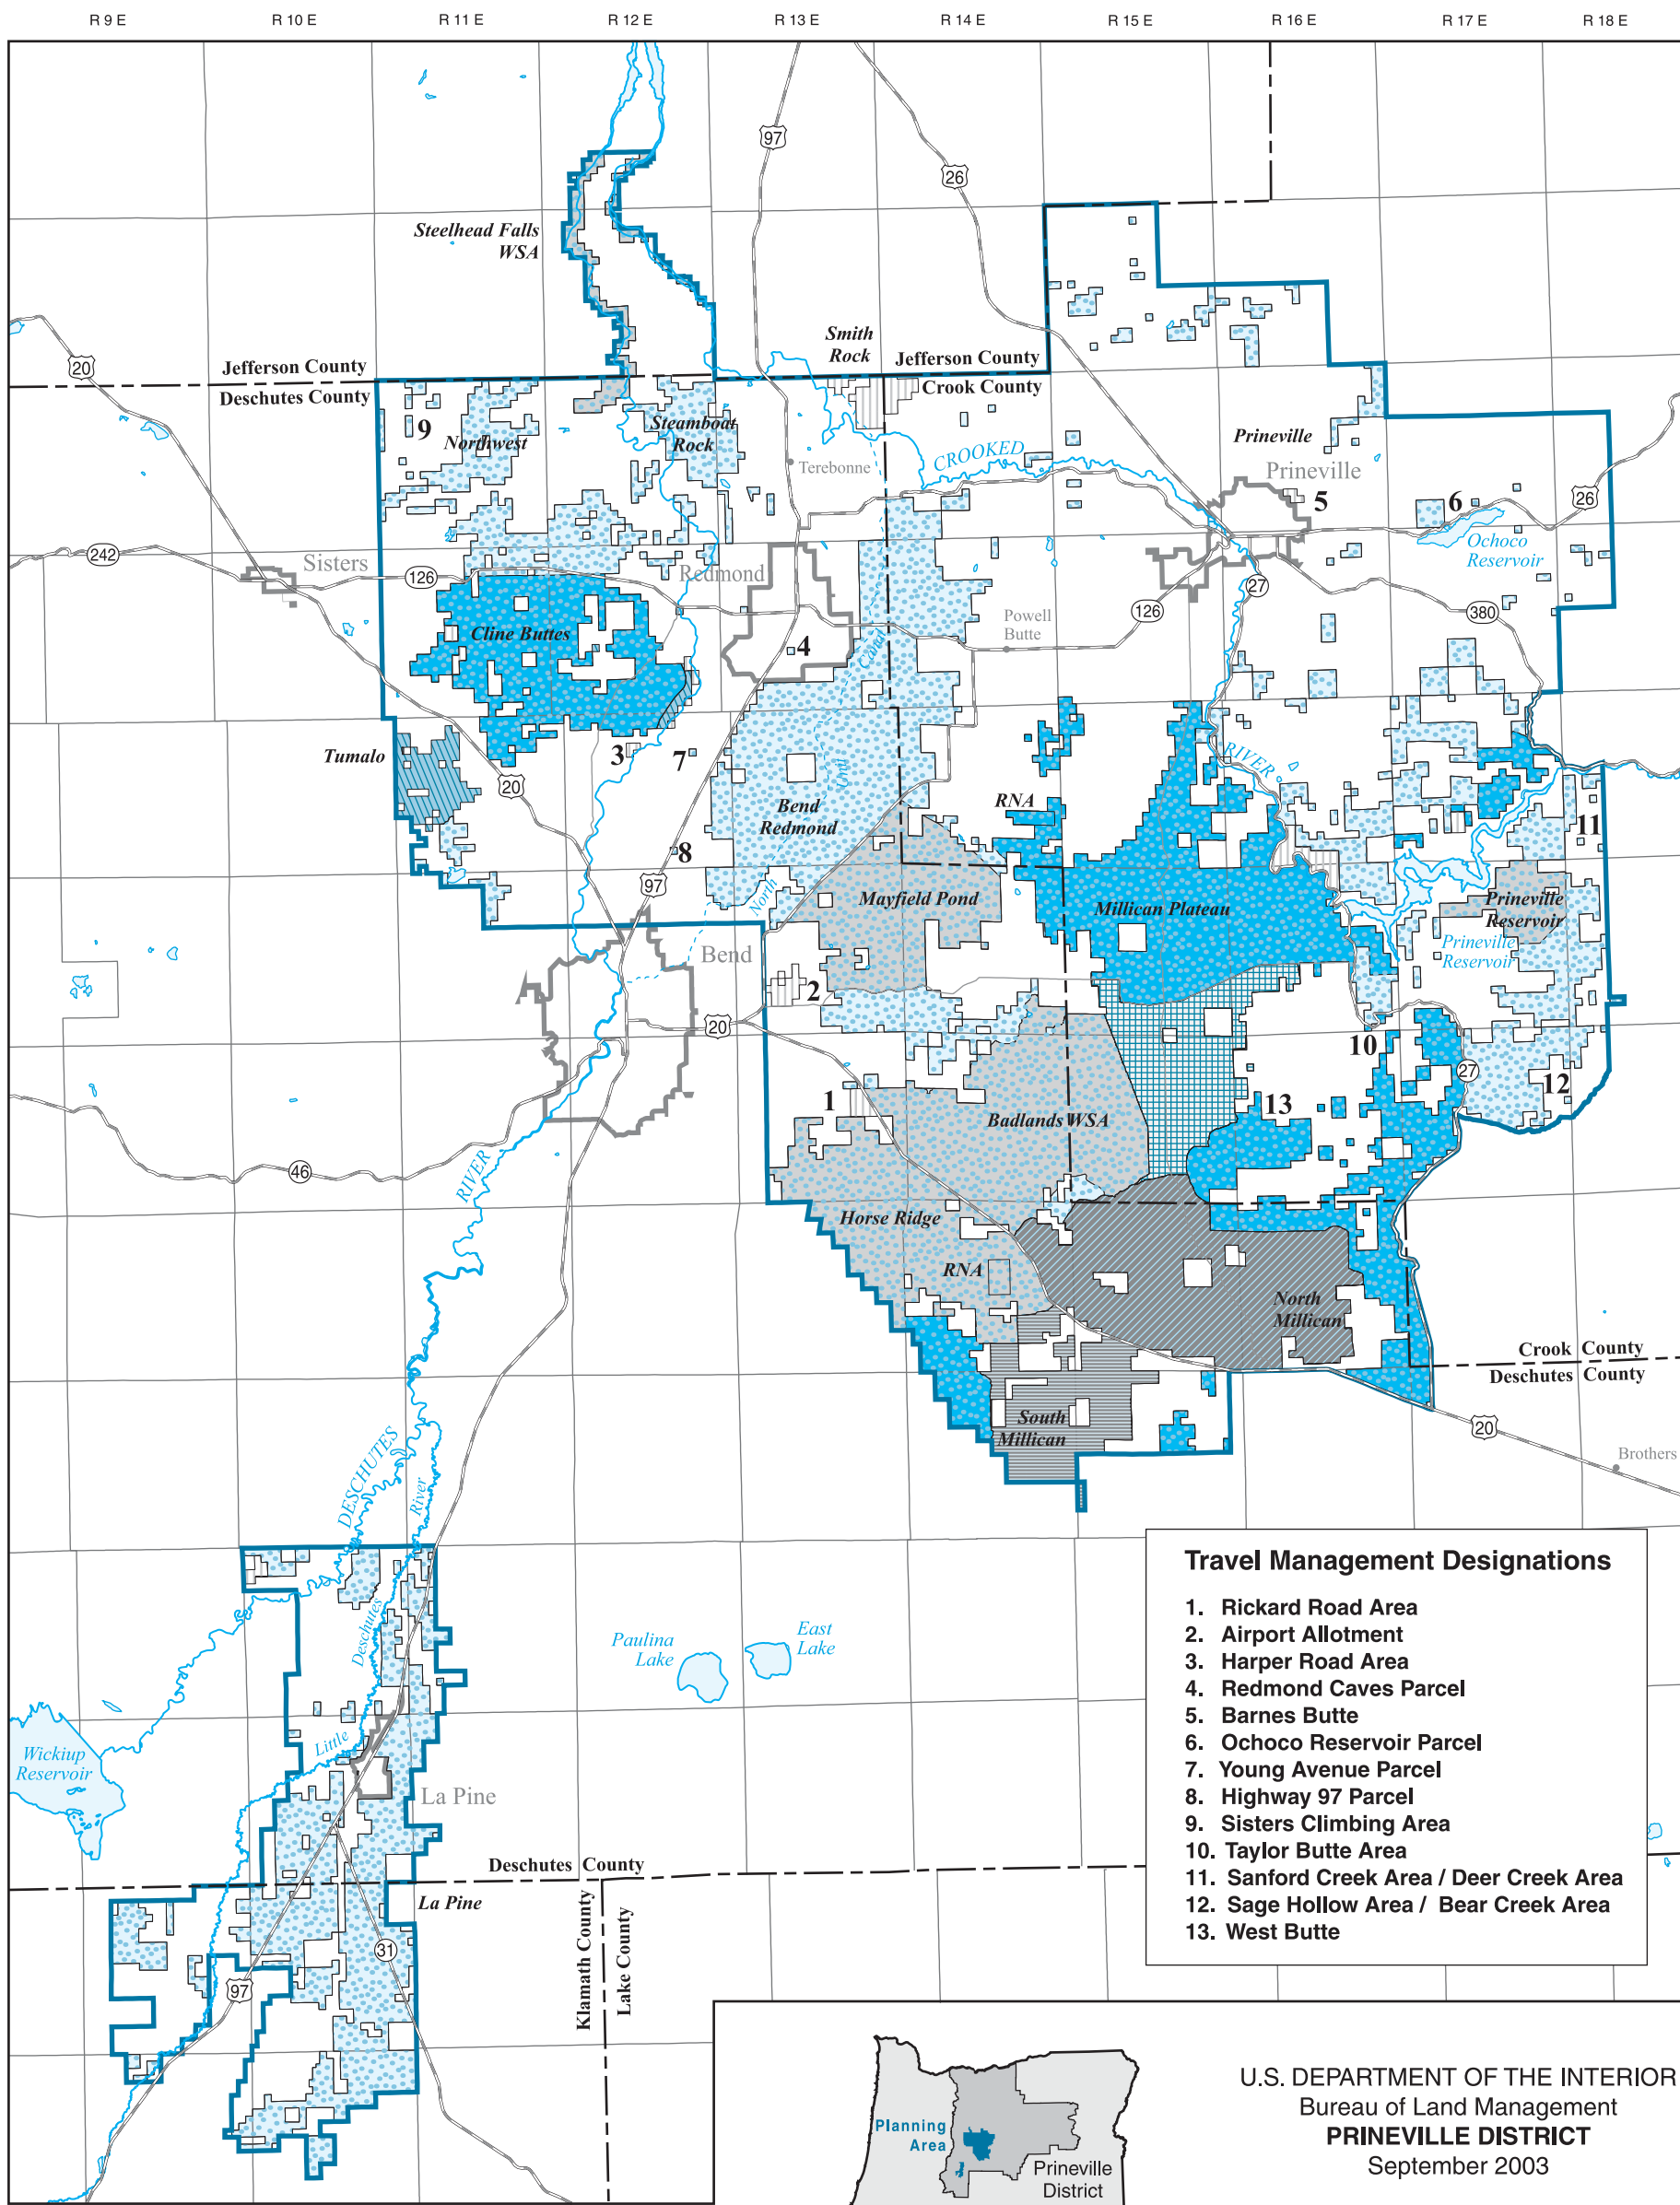 R 9 E
R 10 E
R 11 E
R 12 E
R 13 E
R 14 E
R 15 E
R 16 E
R 17 E
R 18 E
97
26
Steelhead Falls
WSA
Smith
Rock
20
Jefferson County
Deschutes County
Jefferson County
Crook County
9
Northwest
Steamboat
Rock
Terebonne
CROOKED
Prineville
Prineville
5
6
26
Ochoco
Reservoir
242
Sisters
126
Redmond
Cline Buttes
4
Canal
Powell
Butte
126
27
380
Tumalo
3
7
20
Unit
RIVER
Bend
Redmond
RNA
8
11
97
North
Mayfield Pond
Millican Plateau
Prineville
Reservoir
Prineville
Reservoir
Bend
2
20
10
27
12
1
13
Badlands WSA
46
RIVER
Horse Ridge
RNA
North
Millican
Crook County
Deschutes County
South
Millican
20
Brothers
DESCHUTES
River
Deschutes
Little
Paulina
Lake
East
Lake
Wickiup
Reservoir
La Pine
Deschutes County
La Pine
Klamath County
Lake County
31
97
Travel Management Designations
1. Rickard Road Area
2. Airport Allotment
3. Harper Road Area
4. Redmond Caves Parcel
5. Barnes Butte
6. Ochoco Reservoir Parcel
7. Young Avenue Parcel
8. Highway 97 Parcel
9. Sisters Climbing Area
10. Taylor Butte Area
11. Sanford Creek Area / Deer Creek Area
12. Sage Hollow Area / Bear Creek Area
13. West Butte
Planning
Area
Prineville
District
U.S. DEPARTMENT OF THE INTERIOR
Bureau of Land Management
PRINEVILLE DISTRICT
September 2003